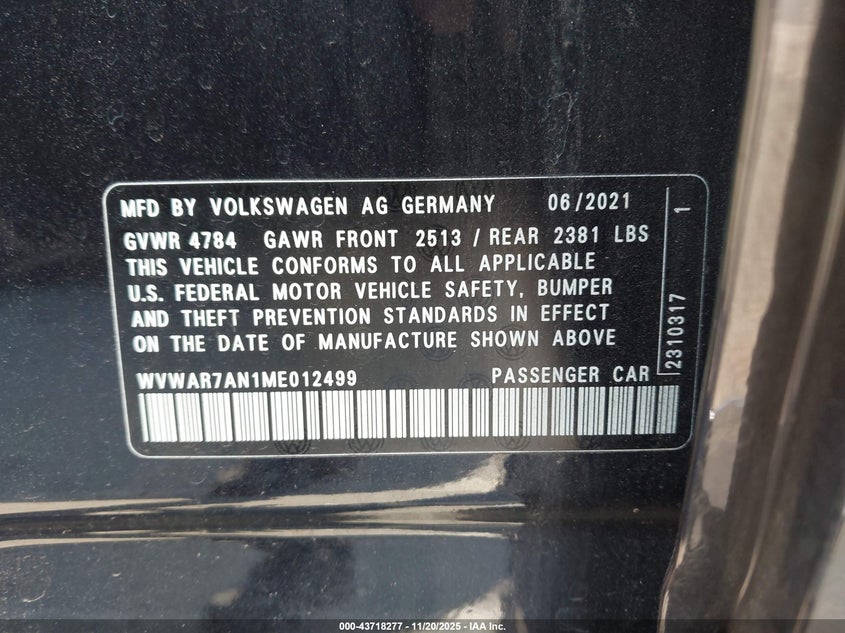 MFD BY VOLKSWAGEN AG GERMANY 06/2021
GVWR 4784 GAWR FRONT 2513 / REAR 2381 LBS
THIS VEHICLE CONFORMS TO ALL APPLICABLE
U.S. FEDERAL MOTOR VEHICLE SAFETY, BUMPER
AND THEFT PREVENTION STANDARDS IN EFFECT
ON THE DATE OF MANUFACTURE SHOWN ABOVE
WVWAR7AN1ME012499 PASSENGER CAR
2310317 1
000-43718277 - 11/20/2025 - IAA Inc.